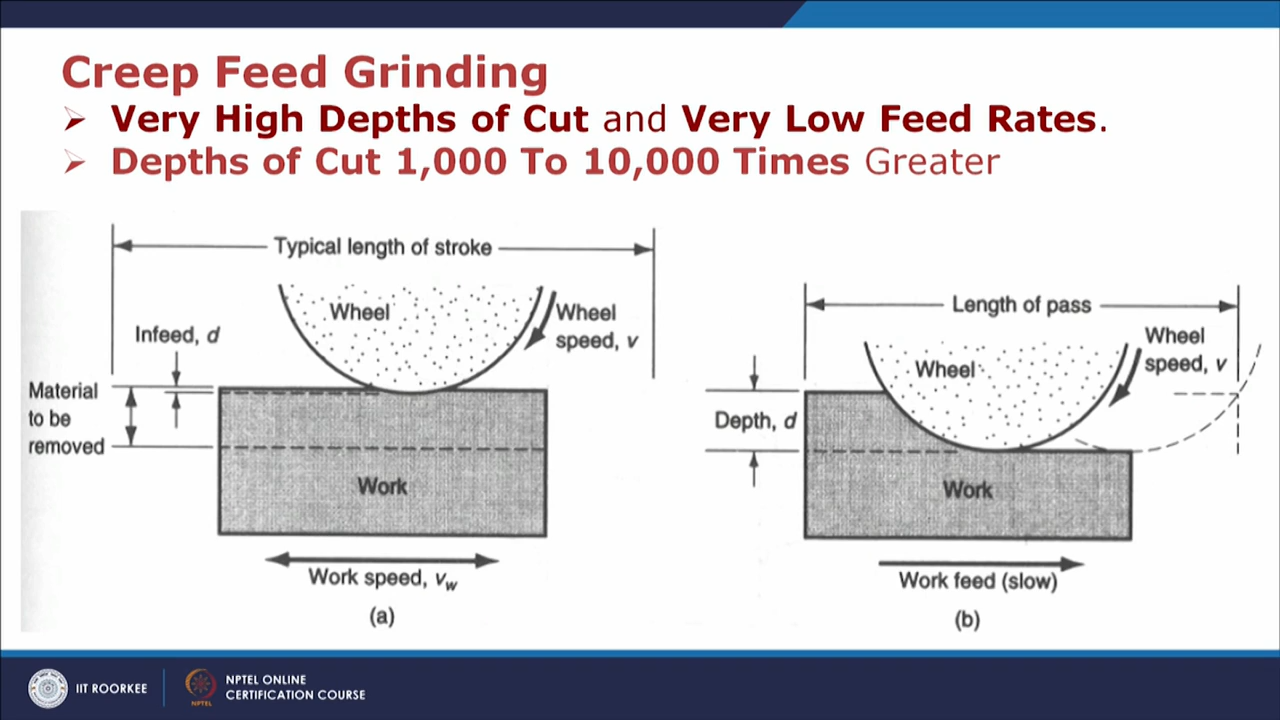 Creep Feed Grinding
➢ Very High Depths of Cut and Very Low Feed Rates.
➢ Depths of Cut 1,000 To 10,000 Times Greater
Typical length of stroke
Wheel
Wheel
speed, v
Infeed, d
Material
to be
removed
Work
Work speed, vw
(a)
Length of pass
Wheel
speed, v
Wheel
Depth, d
Work
Work feed (slow)
(b)
IIT ROORKEE
NPTEL
NPTEL ONLINE
CERTIFICATION COURSE